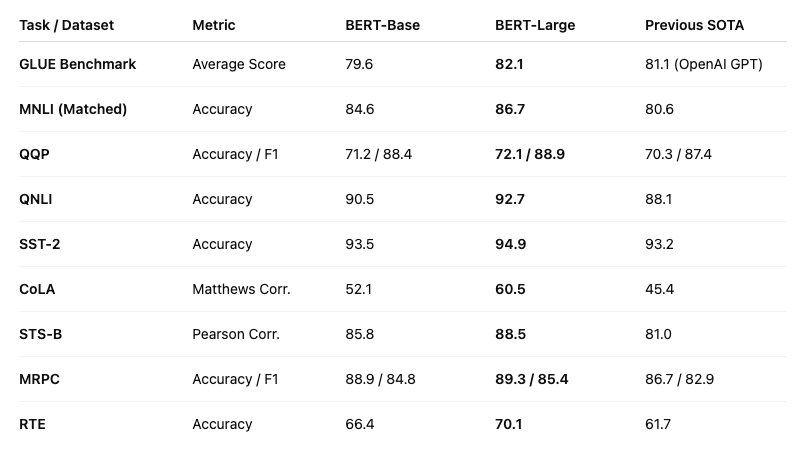 Task / Dataset Metric BERT-Base BERT-Large Previous SOTA
GLUE Benchmark Average Score 79.6 82.1 81.1 (OpenAI GPT)
MNLI (Matched) Accuracy 84.6 86.7 80.6
QQP Accuracy / F1 71.2 / 88.4 72.1 / 88.9 70.3 / 87.4
QNLI Accuracy 90.5 92.7 88.1
SST-2 Accuracy 93.5 94.9 93.2
CoLA Matthews Corr. 52.1 60.5 45.4
STS-B Pearson Corr. 85.8 88.5 81.0
MRPC Accuracy / F1 88.9 / 84.8 89.3 / 85.4 86.7 / 82.9
RTE Accuracy 66.4 70.1 61.7